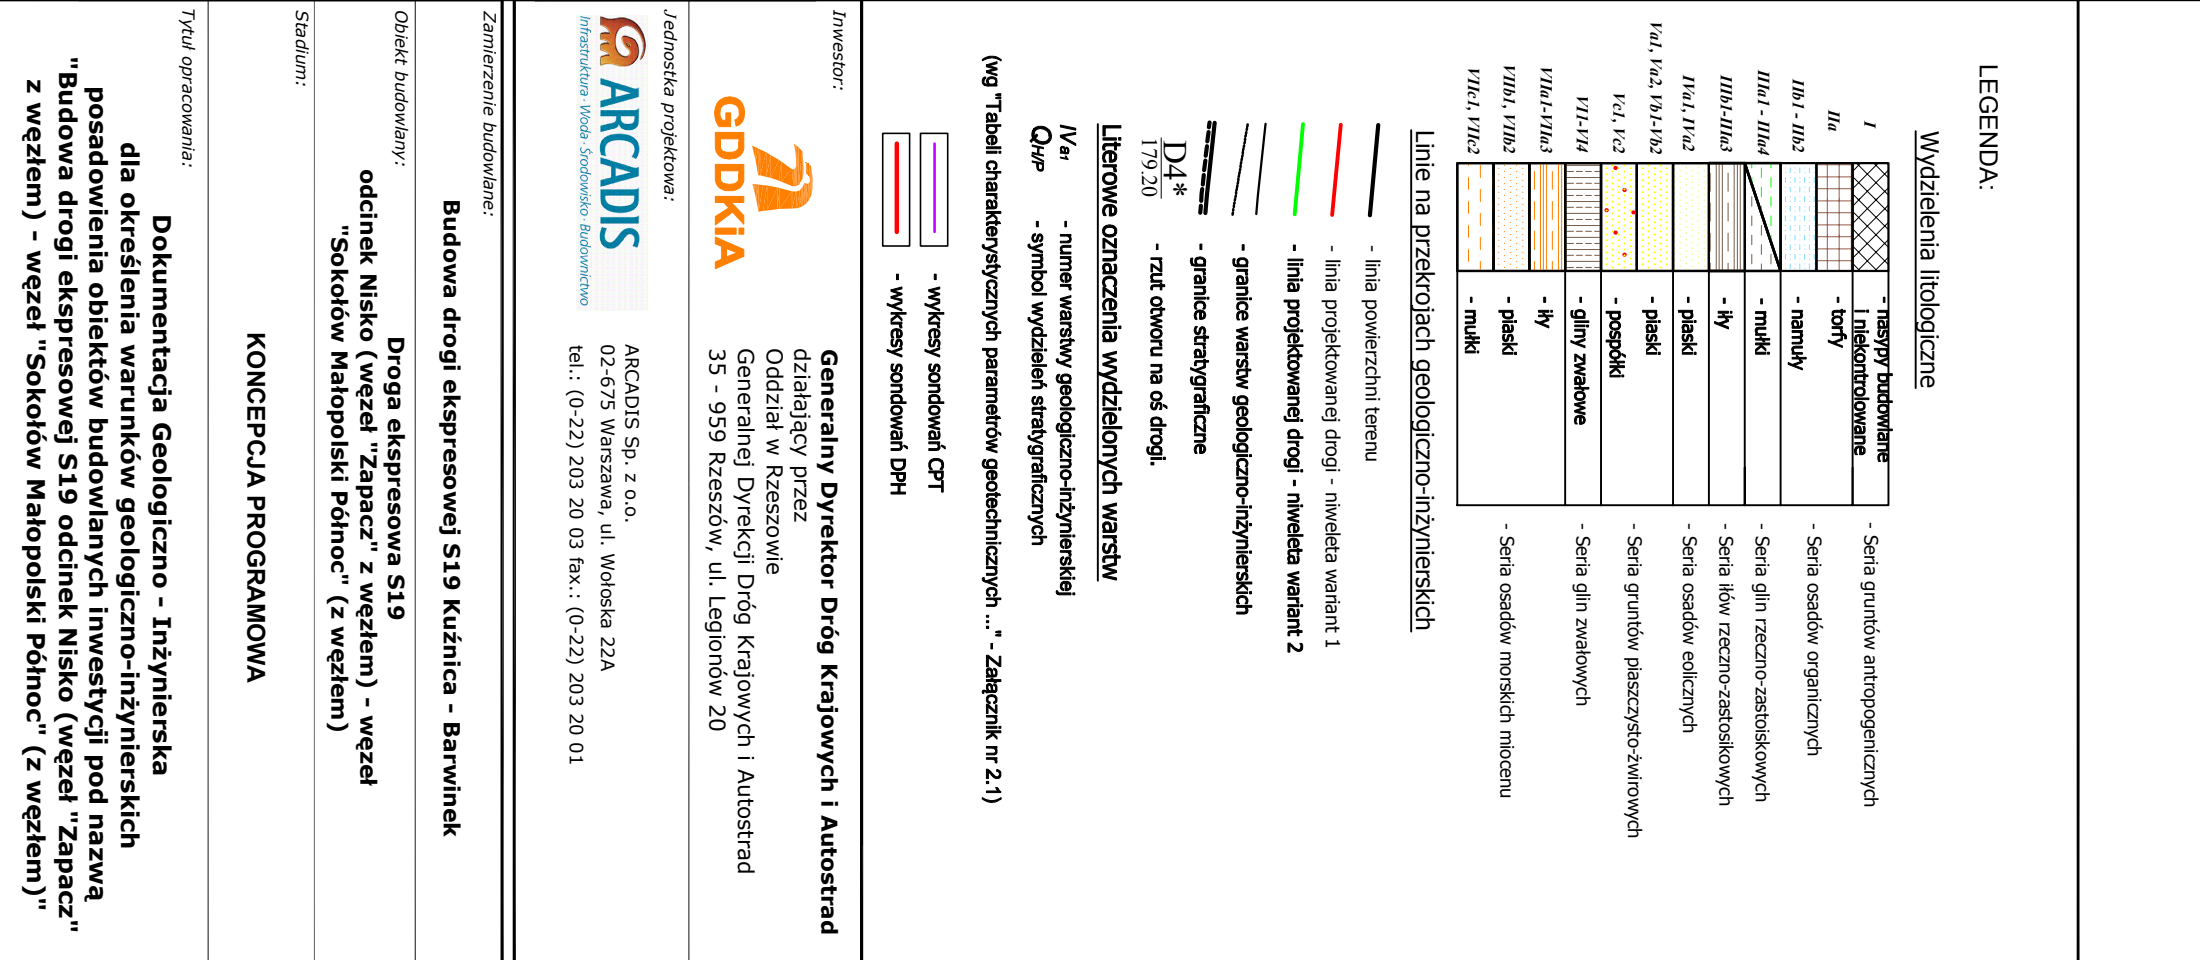 LEGENDA:
Wydzielenia litologiczne
I - nasypy budowlane
i niekontrolowane - Seria gruntów antropogenicznych
IIa - torfy
IIb1 - IIb2 - namuły - Seria osadów organicznych
IIIa1 - IIIa4 - mułki - Seria glin rzeczno-zastoiskowych
IIIb1-IIIa3 - iły - Seria iłów rzeczno-zastosikowych
IVa1, IVa2 - piaski - Seria osadów eolicznych
Va1, Va2, Vb1-Vb2 - piaski
Vc1, Vc2 - pospółki - Seria gruntów piaszczysto-żwirowych
VI1-VI4 - gliny zwałowe - Seria glin zwałowych
VIIa1-VIIa3 - iły
VIIb1, VIIb2 - piaski - Seria osadów morskich miocenu
VIIc1, VIIc2 - mułki
Linie na przekrojach geologiczno-inżynierskich
- linia powierzchni terenu
- linia projektowanej drogi - niweleta wariant 1
- linia projektowanej drogi - niweleta wariant 2
- granice warstw geologiczno-inżynierskich
- granice stratygraficzne
D4*
179.20 - rzut otworu na oś drogi.
Literowe oznaczenia wydzielonych warstw
IVa1 - numer warstwy geologiczno-inżynierskiej
QH/P - symbol wydzieleń stratygraficznych
(wg "Tabeli charakterystycznych parametrów geotechnicznych ..." - Załącznik nr 2.1)
- wykresy sondowań CPT
- wykresy sondowań DPH
Inwestor:
GDDKiA
Generalny Dyrektor Dróg Krajowych i Autostrad
działający przez
Oddział w Rzeszowie
Generalnej Dyrekcji Dróg Krajowych i Autostrad
35 - 959 Rzeszów, ul. Legionów 20
Jednostka projektowa:
ARCADIS
Infrastruktura · Woda · Środowisko · Budownictwo
ARCADIS Sp. z o.o.
02-675 Warszawa, ul. Wołoska 22A
tel.: (0-22) 203 20 03 fax.: (0-22) 203 20 01
Zamierzenie budowlane:
Budowa drogi ekspresowej S19 Kuźnica - Barwinek
Obiekt budowlany:
Droga ekspresowa S19
odcinek Nisko (węzeł "Zapacz" z węzłem) - węzeł
"Sokołów Małopolski Północ" (z węzłem)
Stadium:
KONCEPCJA PROGRAMOWA
Tytuł opracowania:
Dokumentacja Geologiczno - Inżynierska
dla określenia warunków geologiczno-inżynierskich
posadowienia obiektów budowlanych inwestycji pod nazwą
"Budowa drogi ekspresowej S19 odcinek Nisko (węzeł "Zapacz"
z węzłem) - węzeł "Sokołów Małopolski Północ" (z węzłem)"